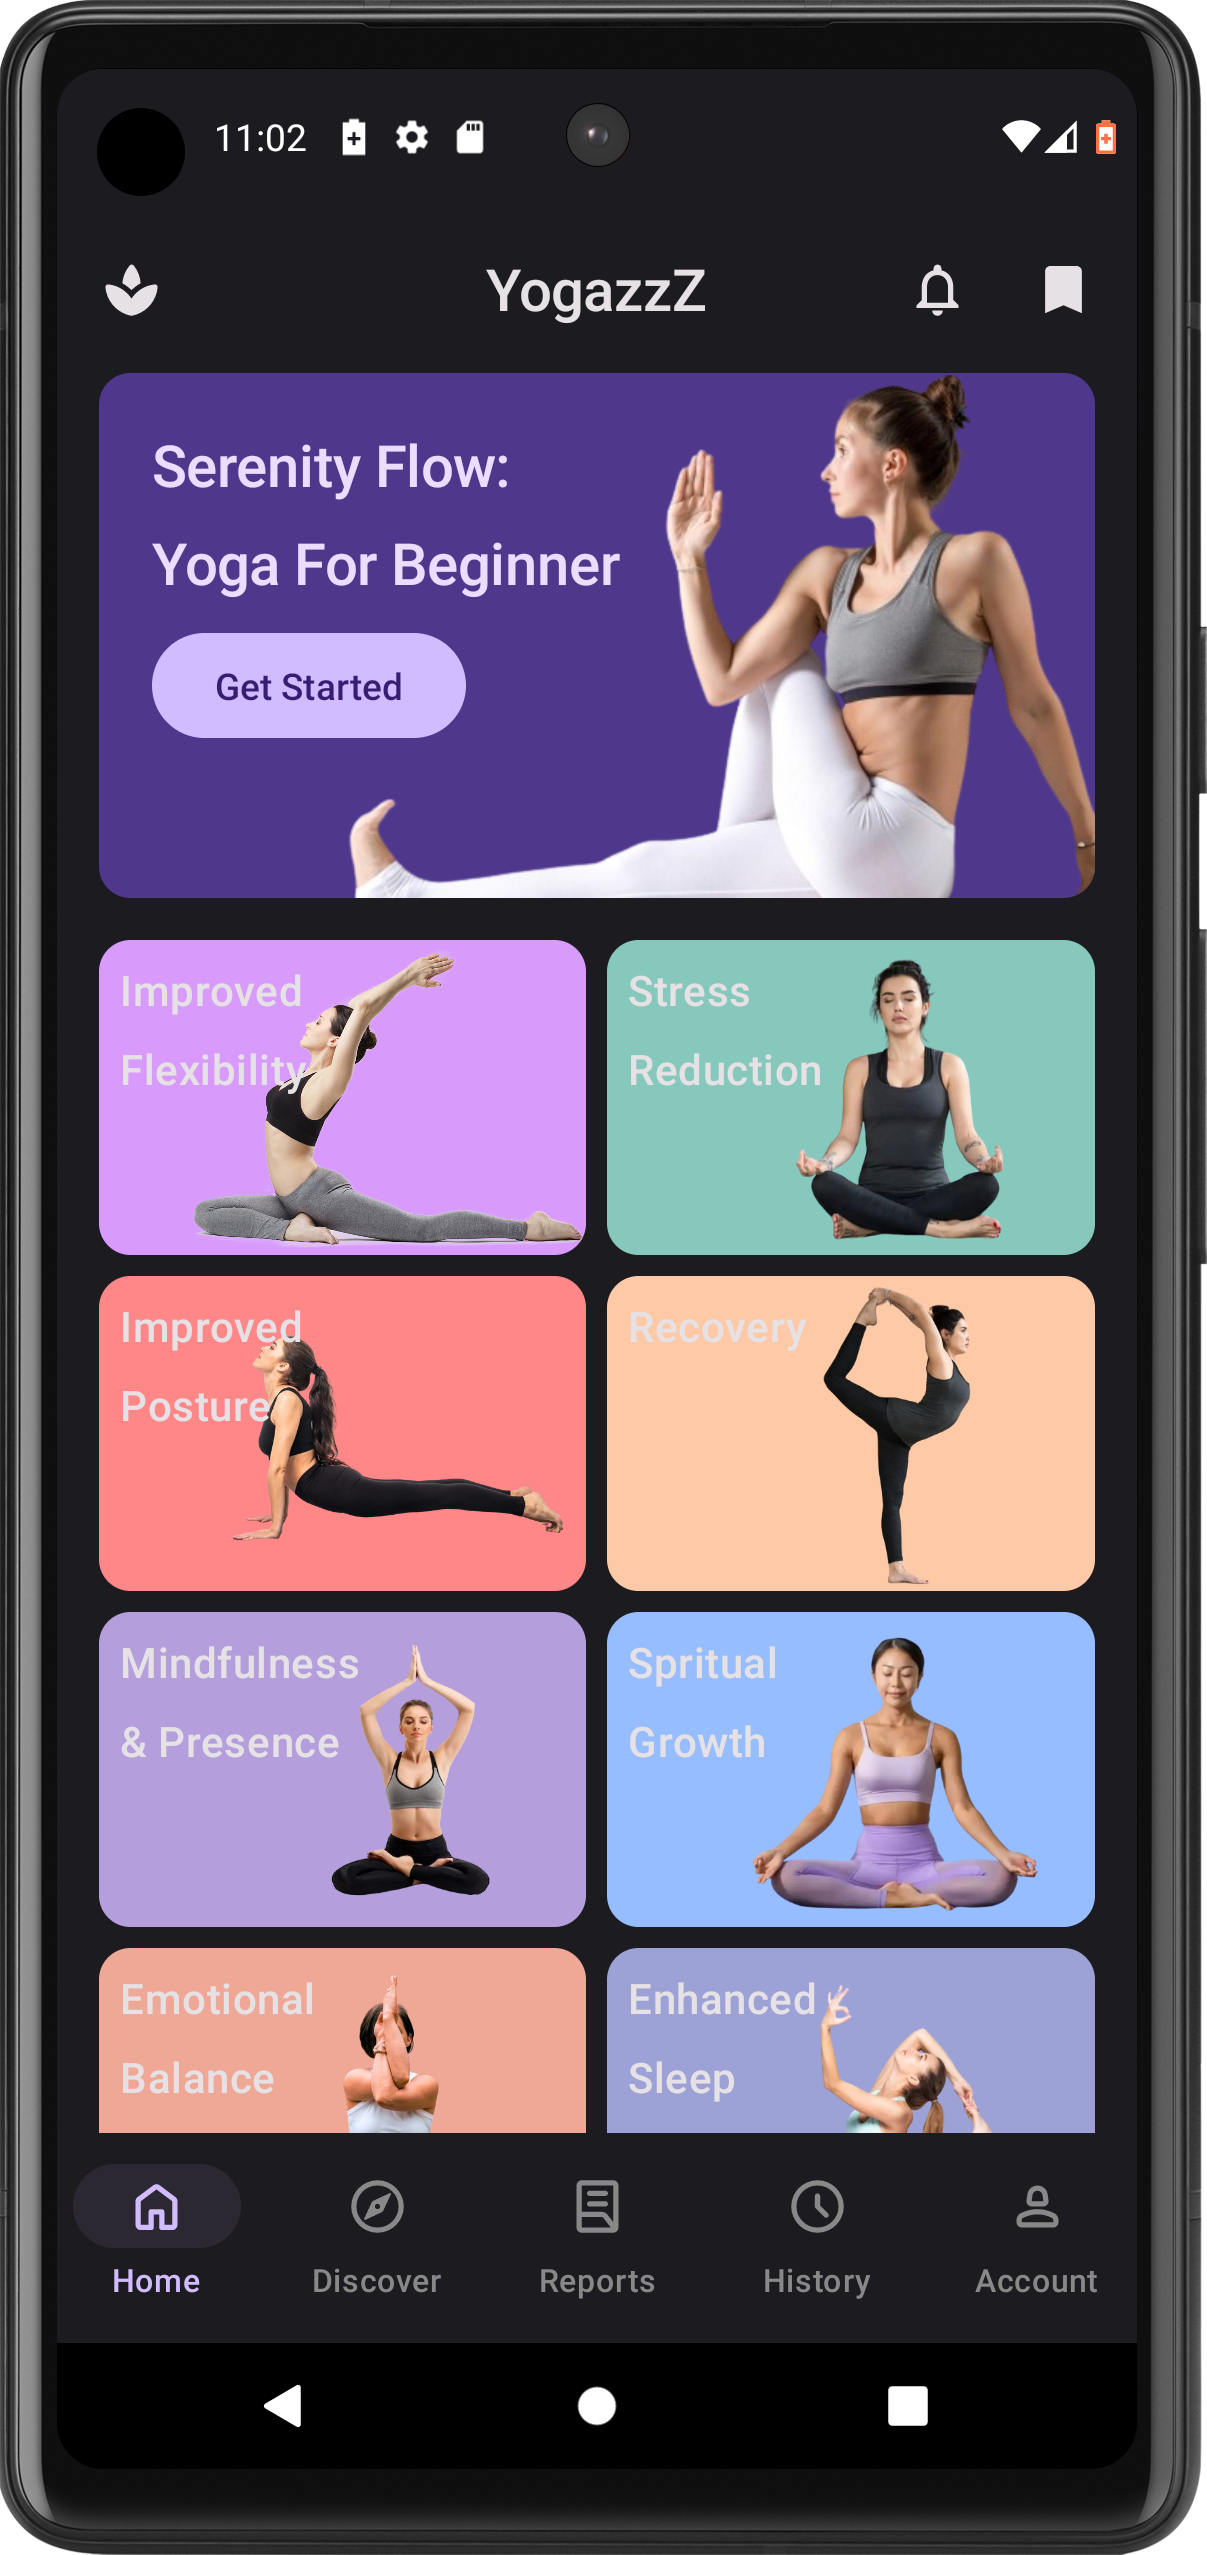 11:02
YogazzZ
Serenity Flow:
Yoga For Beginner
Get Started
Improved
Flexibility
Stress
Reduction
Improved
Posture
Recovery
Mindfulness
& Presence
Spritual
Growth
Emotional
Balance
Enhanced
Sleep
Home
Discover
Reports
History
Account